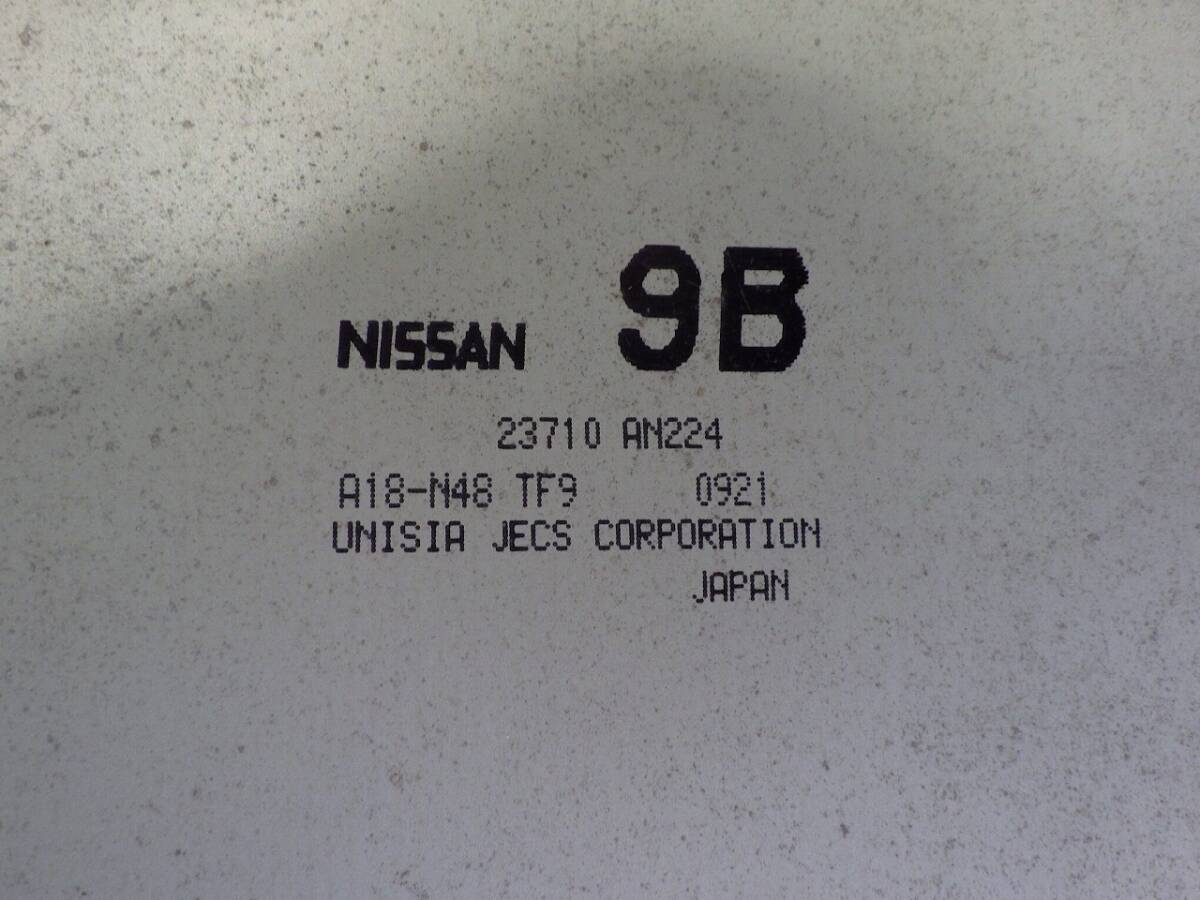 NISSAN 9B
23710 AN224
A18-N48 TF9 0921
UNISIA JECS CORPORATION
JAPAN